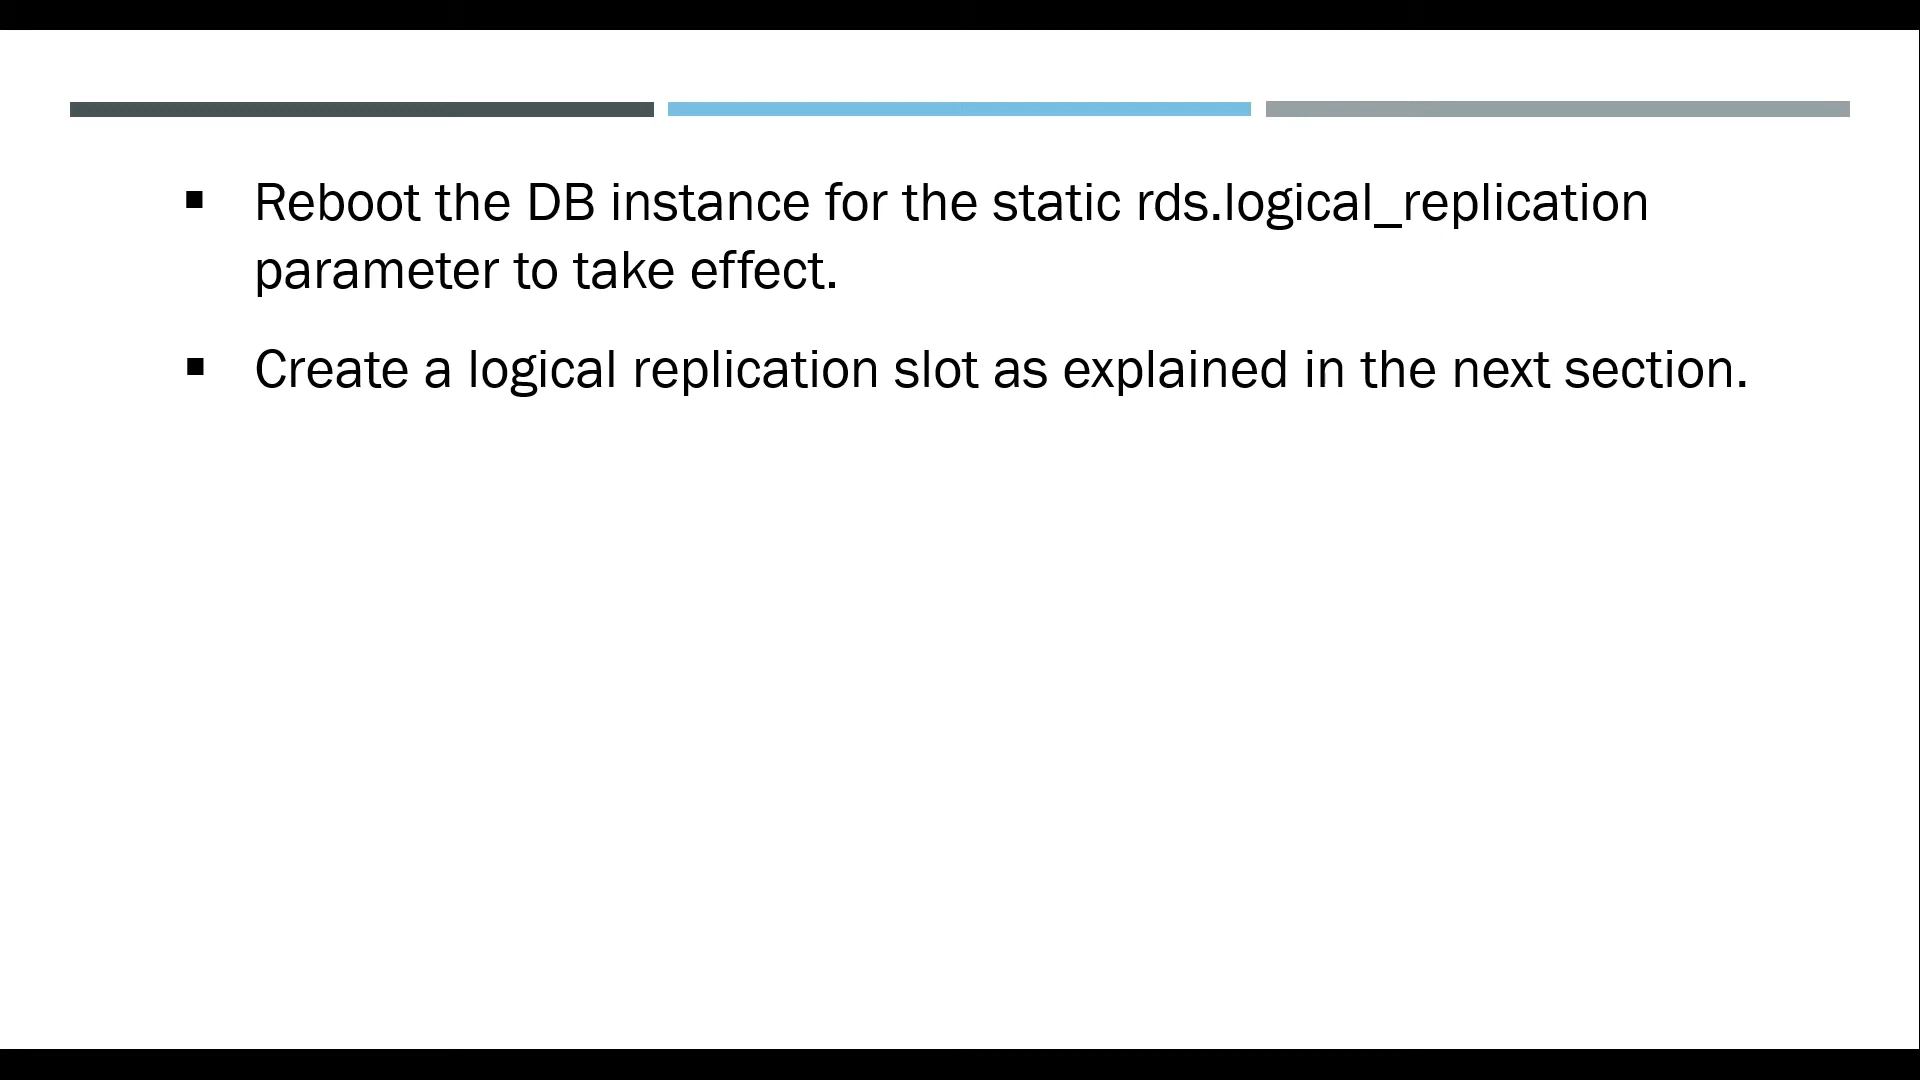 ▪ Reboot the DB instance for the static rds.logical_replication
parameter to take effect.
▪ Create a logical replication slot as explained in the next section.